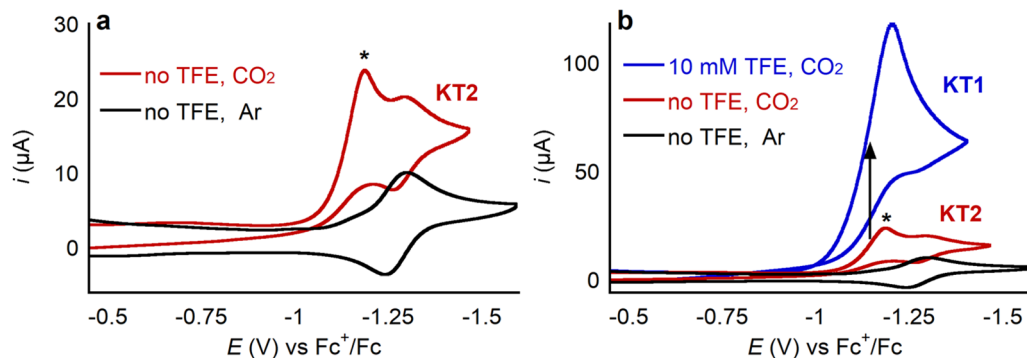 a
30
20
10
0
i (μA)
*
no TFE, CO₂
no TFE, Ar
KT2
-0.5
-0.75
-1
-1.25
-1.5
E (V) vs Fc⁺/Fc
b
100
50
0
i (μA)
10 mM TFE, CO₂
no TFE, CO₂
no TFE, Ar
KT1
KT2
*
-0.5
-0.75
-1
-1.25
-1.5
E (V) vs Fc⁺/Fc